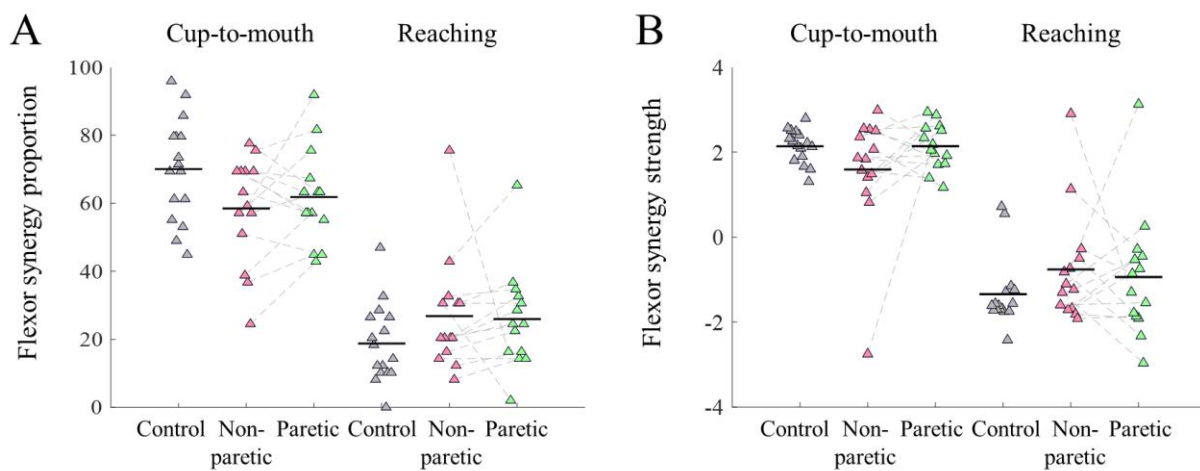 A
Cup-to-mouth Reaching
Flexor synergy proportion
100
80
60
40
20
0
Control Non-paretic Paretic Control Non-paretic Paretic
B
Cup-to-mouth Reaching
Flexor synergy strength
4
2
0
-2
-4
Control Non-paretic Paretic Control Non-paretic Paretic